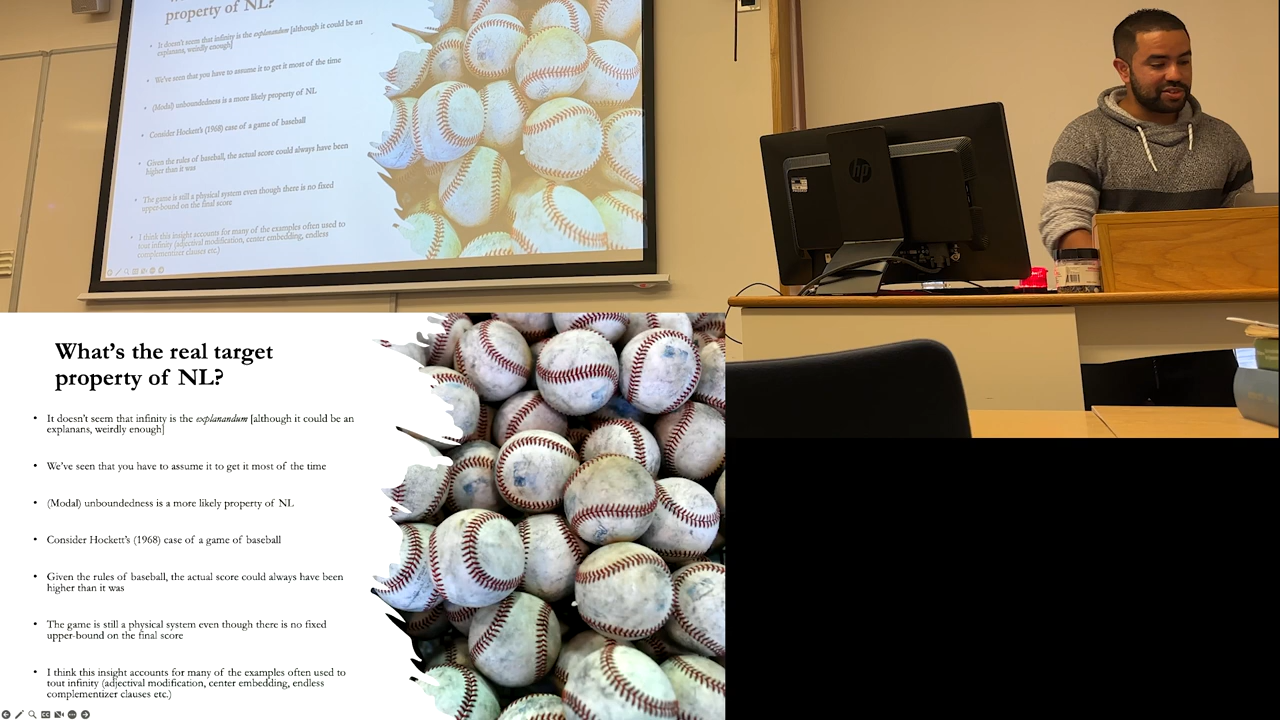 property of NL?
It doesn't seem that infinity is the explanandum [although it could be an
explanans, weirdly enough]
We've seen that you have to assume it to get it most of the time
(Modal) unboundedness is a more likely property of NL
Consider Hockett's (1968) case of a game of baseball
Given the rules of baseball, the actual score could always have been
higher than it was
The game is still a physical system even though there is no fixed
upper-bound on the final score
I think this insight accounts for many of the examples often used to
tout infinity (adjectival modification, center embedding, endless
complementizer clauses etc.)
hp
What's the real target
property of NL?
• It doesn't seem that infinity is the explanandum [although it could be an
explanans, weirdly enough]
• We've seen that you have to assume it to get it most of the time
• (Modal) unboundedness is a more likely property of NL
• Consider Hockett's (1968) case of a game of baseball
• Given the rules of baseball, the actual score could always have been
higher than it was
• The game is still a physical system even though there is no fixed
upper-bound on the final score
• I think this insight accounts for many of the examples often used to
tout infinity (adjectival modification, center embedding, endless
complementizer clauses etc.)